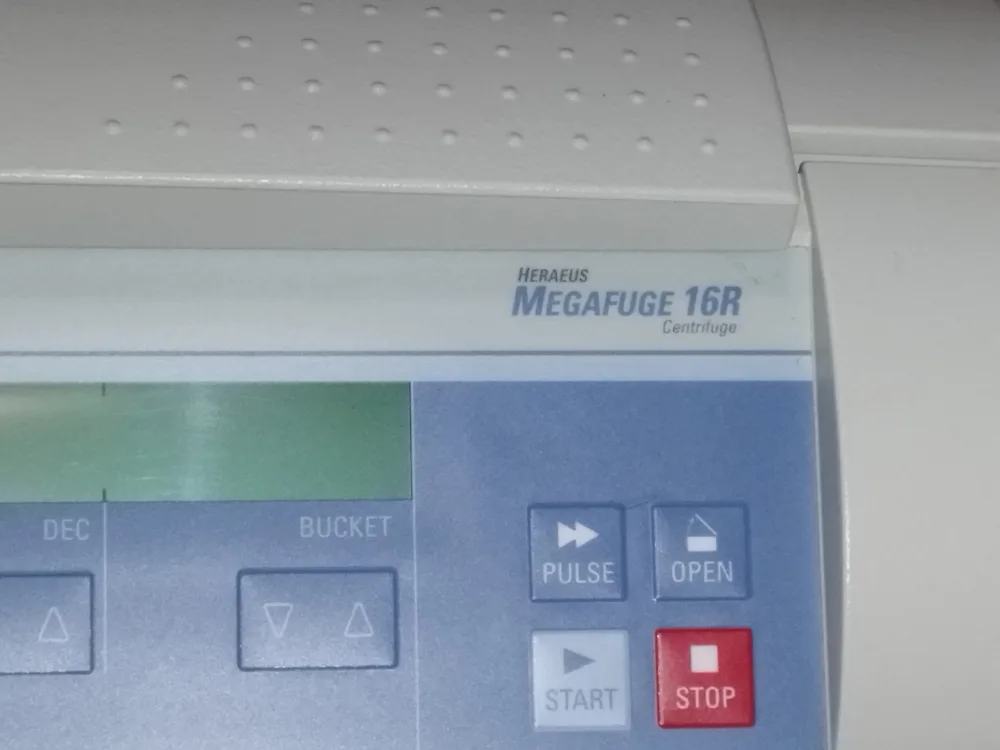 HERAEUS
MEGAFUGE 16R
Centrifuge
DEC
BUCKET
PULSE
OPEN
START
STOP